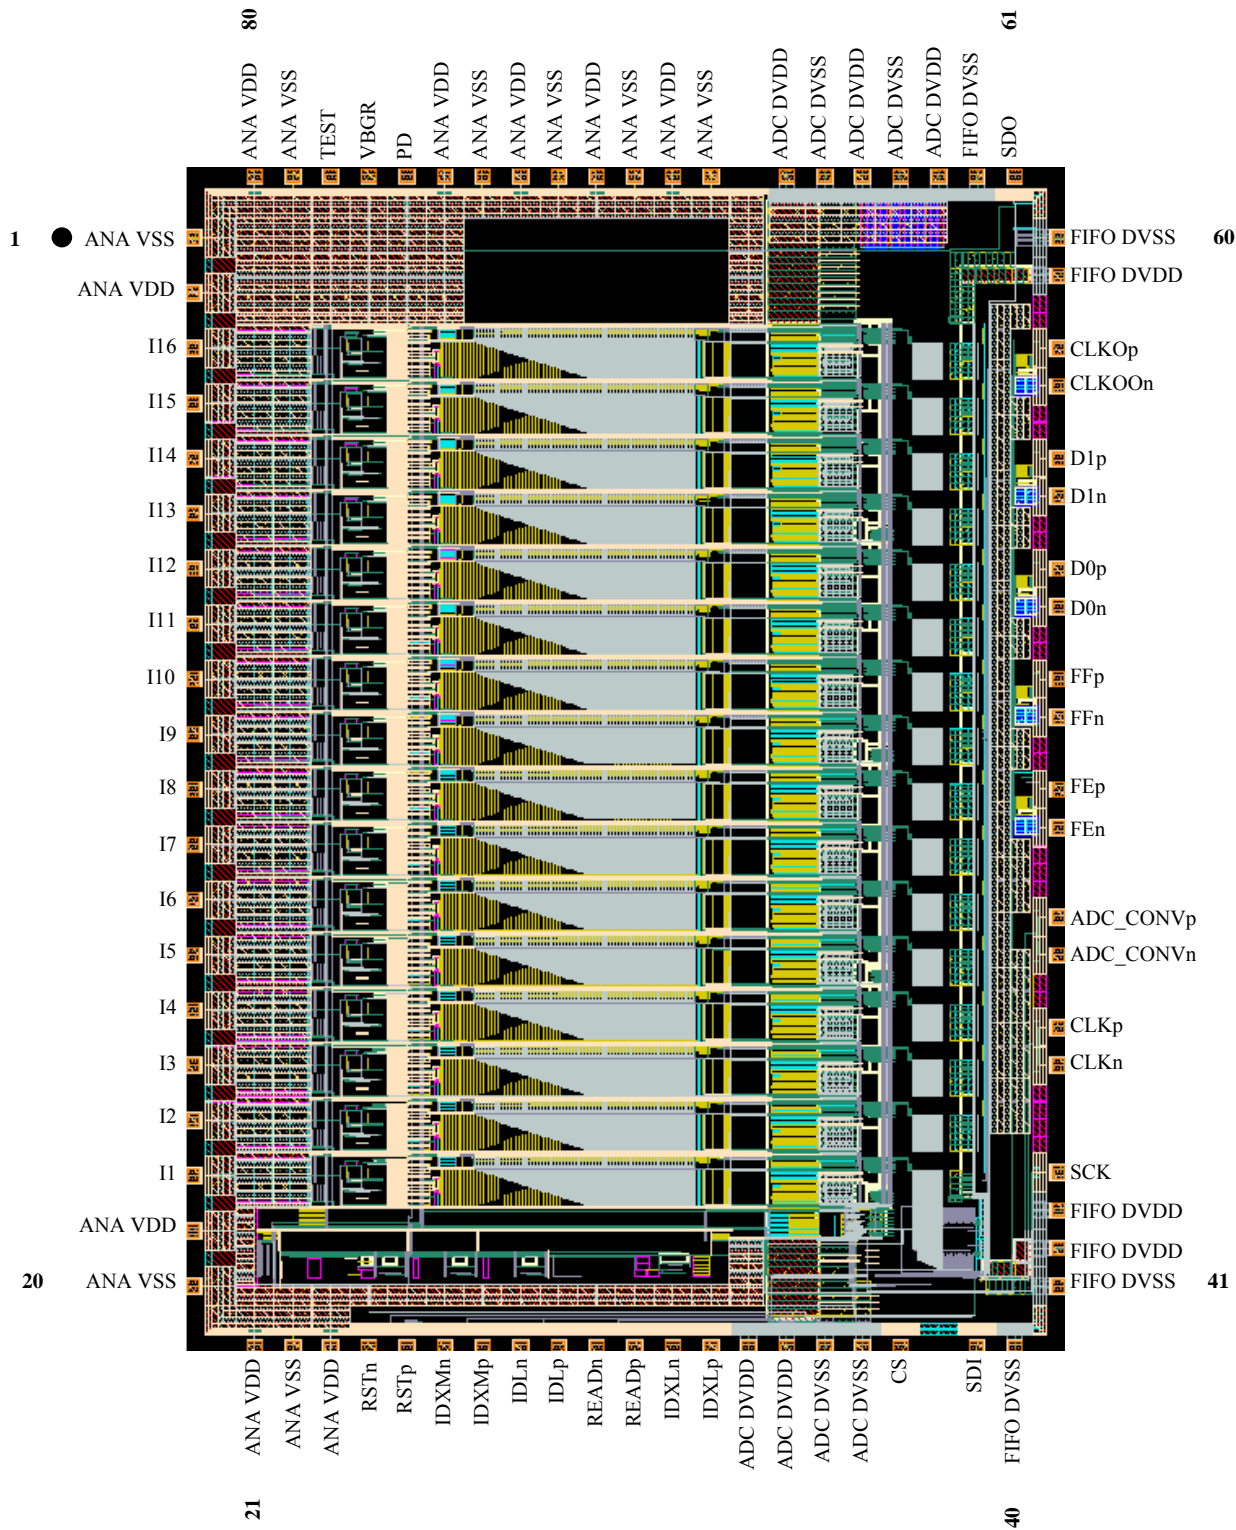 80
61
ANA VDD
ANA VSS
TEST
VBGR
PD
ANA VDD
ANA VSS
ANA VDD
ANA VSS
ANA VDD
ANA VSS
ANA VDD
ANA VSS
ADC DVDD
ADC DVSS
ADC DVDD
ADC DVSS
ADC DVDD
FIFO DVSS
SDO
1
ANA VSS
ANA VDD
I16
I15
I14
I13
I12
I11
I10
I9
I8
I7
I6
I5
I4
I3
I2
I1
ANA VDD
20 ANA VSS
FIFO DVSS 60
FIFO DVDD
CLKOp
CLKOOn
D1p
D1n
D0p
D0n
FFp
FFn
FEp
FEn
ADC_CONVp
ADC_CONVn
CLKp
CLKn
SCK
FIFO DVDD
FIFO DVDD
FIFO DVSS 41
ANA VDD
ANA VSS
ANA VDD
RSTn
RSTp
IDXMn
IDXMp
IDLn
IDLp
READn
READp
IDXLn
IDXLp
ADC DVDD
ADC DVDD
ADC DVSS
ADC DVSS
CS
SDI
FIFO DVSS
21
40